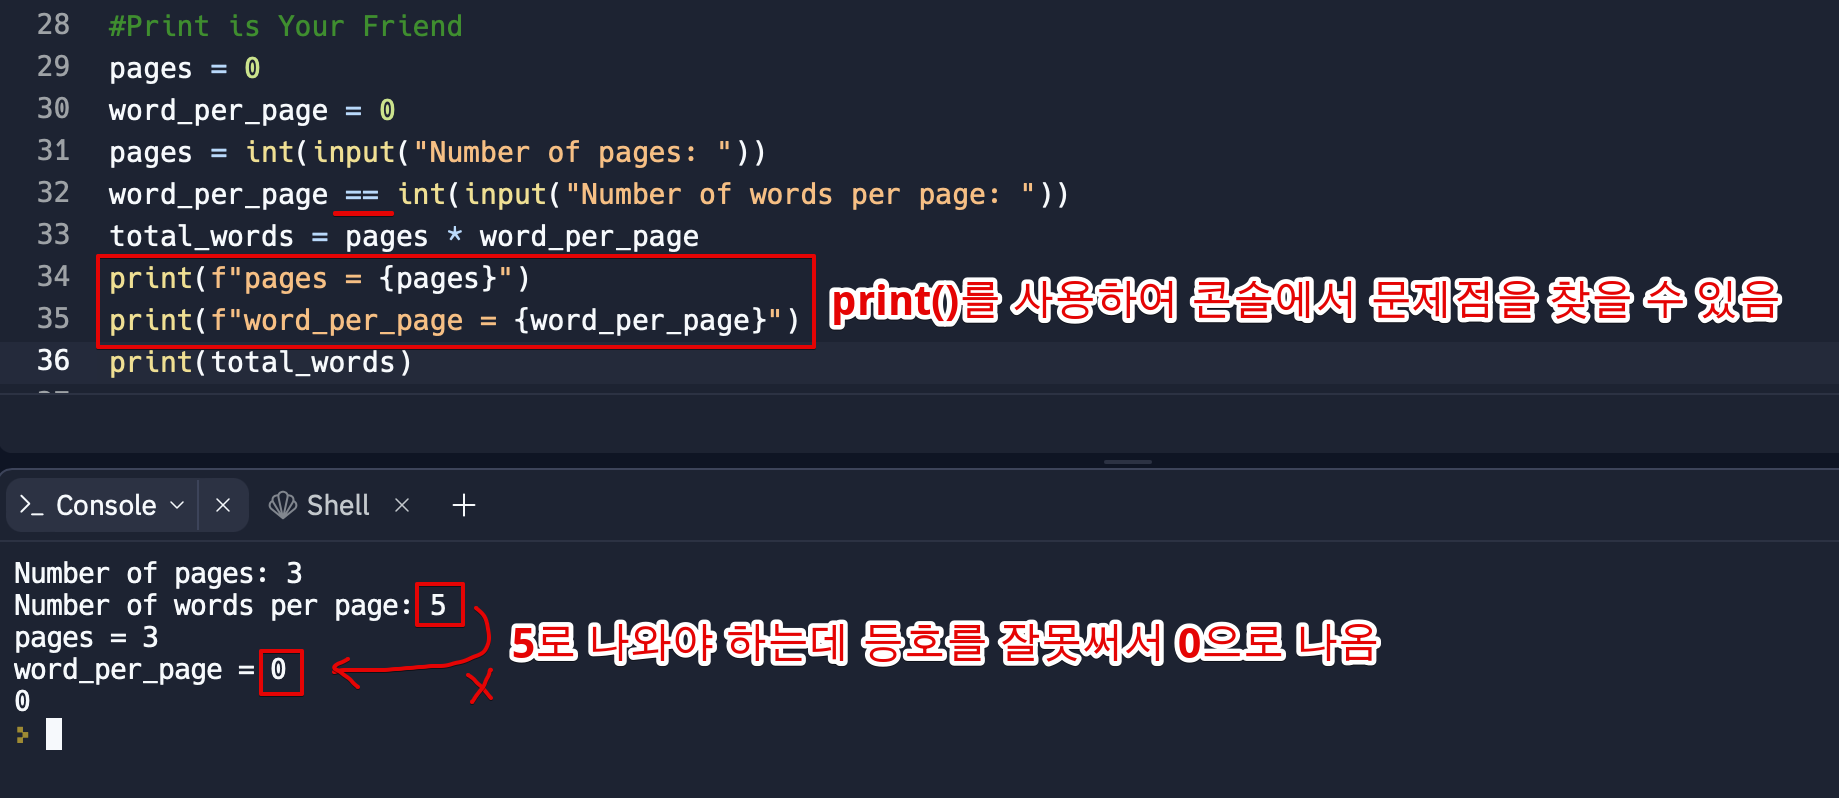 28 #Print is Your Friend
29 pages = 0
30 word_per_page = 0
31 pages = int(input("Number of pages: "))
32 word_per_page == int(input("Number of words per page: "))
33 total_words = pages * word_per_page
34 print(f"pages = {pages}")
35 print(f"word_per_page = {word_per_page}")
print()를 사용하여 콘솔에서 문제점을 찾을 수 있음
36 print(total_words)
Console
Shell
Number of pages: 3
Number of words per page: 5
pages = 3
word_per_page = 0
0
5로 나와야 하는데 등호를 잘못써서 0으로 나옴
X